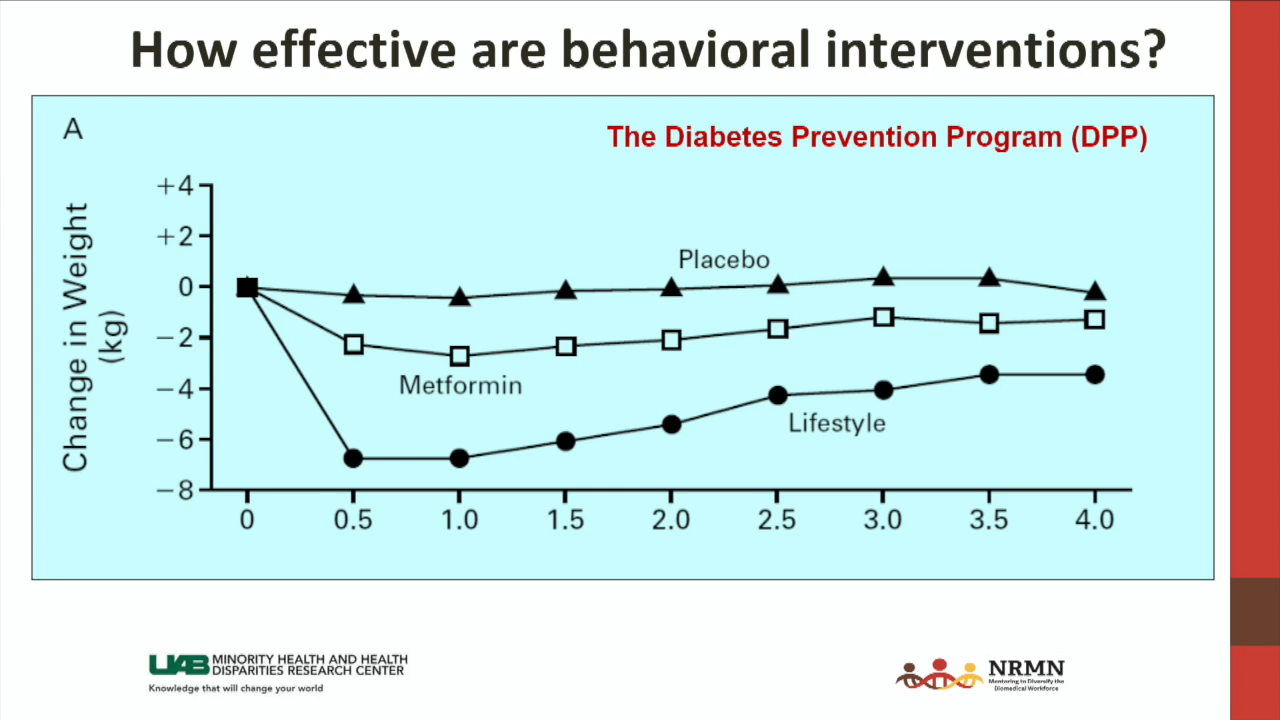 How effective are behavioral interventions?
A
The Diabetes Prevention Program (DPP)
Change in Weight
(kg)
+4
+2
0
−2
−4
−6
−8
Placebo
Metformin
Lifestyle
0 0.5 1.0 1.5 2.0 2.5 3.0 3.5 4.0
UAB MINORITY HEALTH AND HEALTH
DISPARITIES RESEARCH CENTER
Knowledge that will change your world
NRMN
Mentoring to Diversify the
Biomedical Workforce